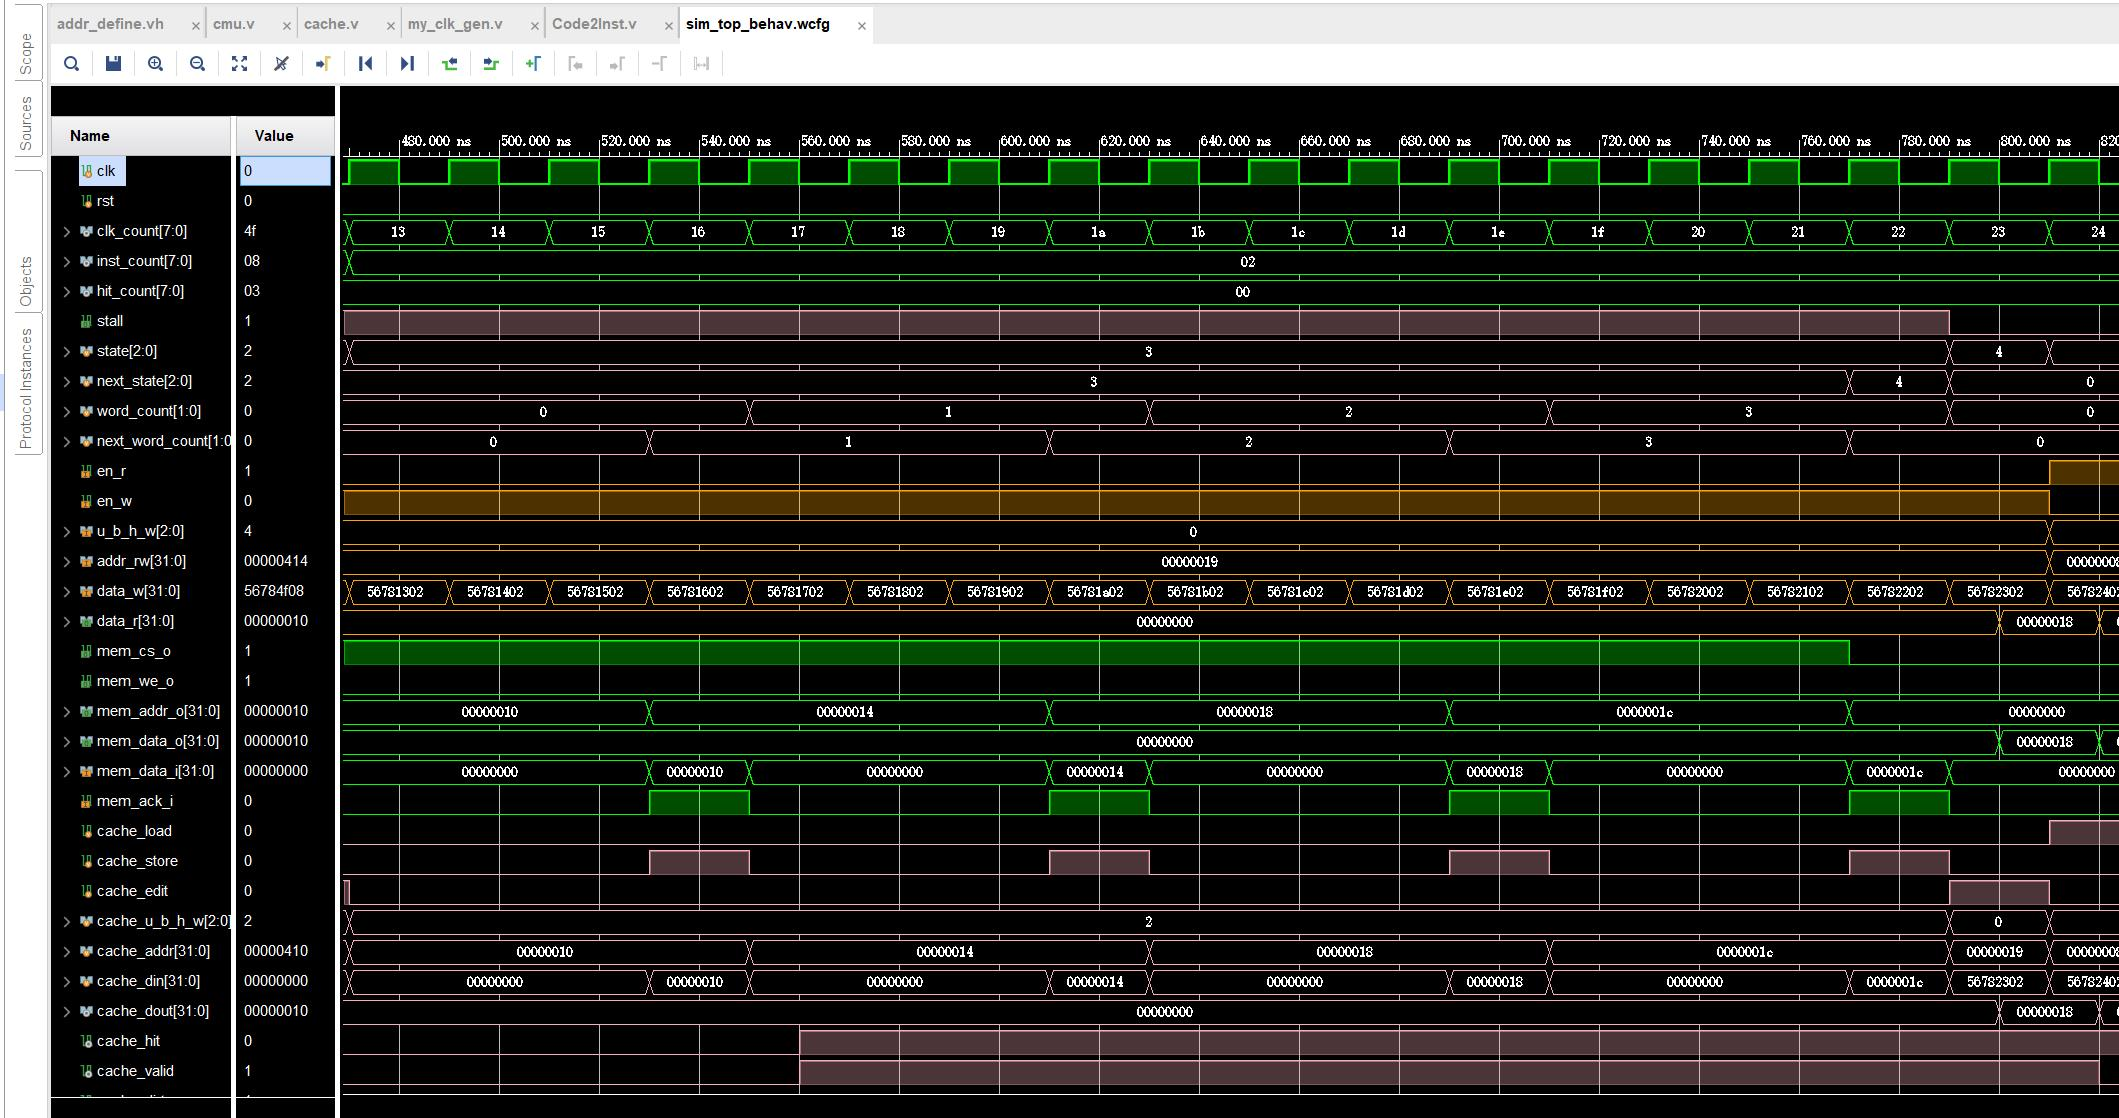 addr_define.vh × cmu.v × cache.v × my_clk_gen.v × Code2Inst.v × sim_top_behav.wcfg ×
Scope
Sources
Objects
Protocol Instances
Name Value
480.000 ns 500.000 ns 520.000 ns 540.000 ns 560.000 ns 580.000 ns 600.000 ns 620.000 ns 640.000 ns 660.000 ns 680.000 ns 700.000 ns 720.000 ns 740.000 ns 760.000 ns 780.000 ns 800.000 ns 820
clk 0
rst 0
clk_count[7:0] 4f 13 14 15 16 17 18 19 1a 1b 1c 1d 1e 1f 20 21 22 23 24
inst_count[7:0] 08 02
hit_count[7:0] 03 00
stall 1
state[2:0] 2 3 4
next_state[2:0] 2 3 4 0
word_count[1:0] 0 0 1 2 3 0
next_word_count[1:0 0 0 1 2 3 0
en_r 1
en_w 0
u_b_h_w[2:0] 4 0
addr_rw[31:0] 00000414 00000019 0000000
data_w[31:0] 56784f08 56781302 56781402 56781502 56781602 56781702 56781802 56781902 56781a02 56781b02 56781c02 56781d02 56781e02 56781f02 56782002 56782102 56782202 56782302 5678240
data_r[31:0] 00000010 00000000 00000018
mem_cs_o 1
mem_we_o 1
mem_addr_o[31:0] 00000010 00000010 00000014 00000018 0000001c 00000000
mem_data_o[31:0] 00000010 00000000 00000018
mem_data_i[31:0] 00000000 00000000 00000010 00000000 00000014 00000000 00000018 00000000 0000001c 00000000
mem_ack_i 0
cache_load 0
cache_store 0
cache_edit 0
cache_u_b_h_w[2:0] 2 2 0
cache_addr[31:0] 00000410 00000010 00000014 00000018 0000001c 00000019 0000000
cache_din[31:0] 00000000 00000000 00000010 00000000 00000014 00000000 00000018 00000000 0000001c 56782302 5678240
cache_dout[31:0] 00000010 00000000 00000018
cache_hit 0
cache_valid 1